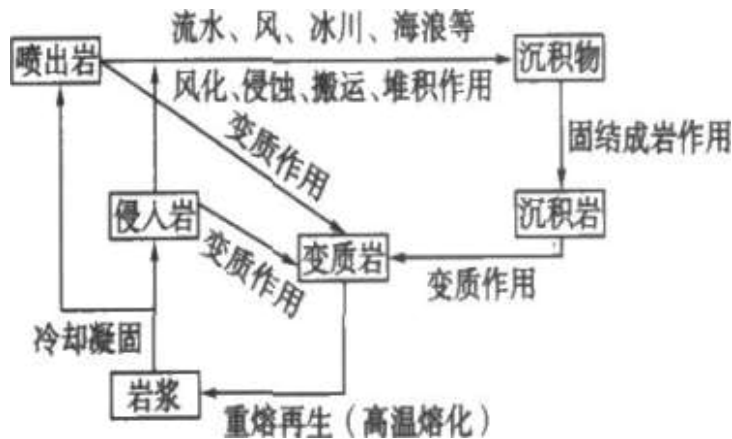 流水、风、冰川、海浪等
喷出岩
沉积物
风化、侵蚀、搬运、堆积作用
变质作用
固结成岩作用
侵入岩
沉积岩
变质作用
变质岩
变质作用
冷却凝固
岩浆
重熔再生(高温熔化)